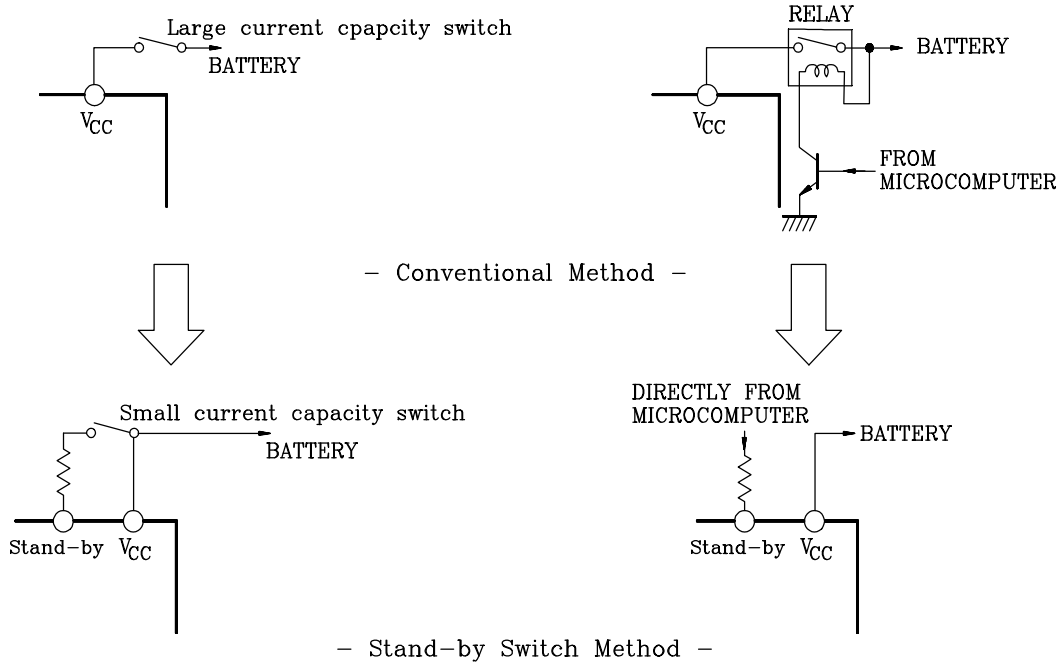 Large current cpapcity switch
BATTERY
VCC
RELAY
BATTERY
VCC
FROM
MICROCOMPUTER
- Conventional Method -
Small current capacity switch
BATTERY
Stand-by VCC
DIRECTLY FROM
MICROCOMPUTER
BATTERY
Stand-by VCC
- Stand-by Switch Method -